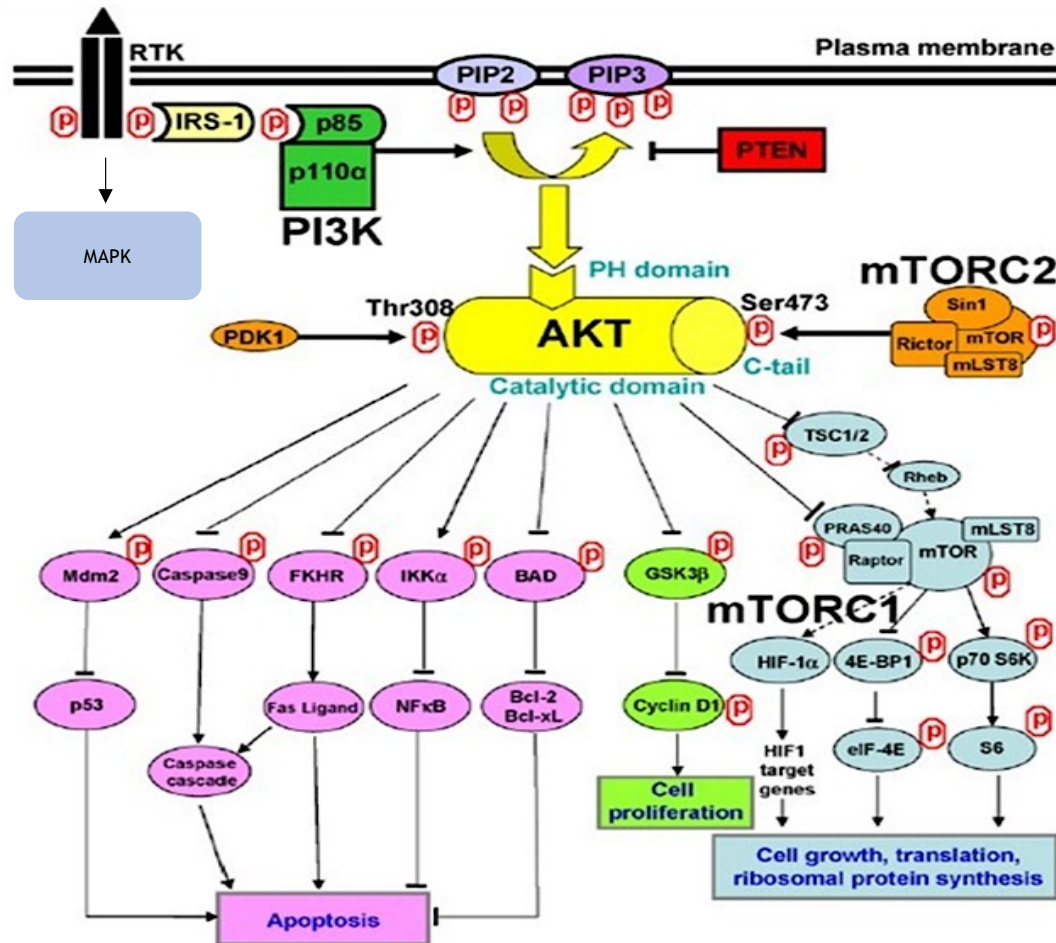 RTK
Plasma membrane
PIP2
PIP3
P
P
P
P
P
P
P
P
IRS-1
p85
p110α
PI3K
PTEN
MAPK
PH domain
mTORC2
Thr308
Ser473
Sin1
P
PDK1
P
AKT
P
Rictor
mTOR
mLST8
C-tail
Catalytic domain
TSC1/2
P
Rheb
PRAS40
mLST8
P
P
P
P
P
P
P
Mdm2
Caspase9
FKHR
IKKα
BAD
GSK3β
Raptor
mTOR
P
mTORC1
HIF-1α
4E-BP1
P
p70 S6K
P
p53
Fas Ligand
NFκB
Bcl-2
Bcl-xL
Cyclin D1
P
eIF-4E
P
S6
P
Caspase
cascade
HIF1
target
genes
Cell
proliferation
Cell growth, translation,
ribosomal protein synthesis
Apoptosis